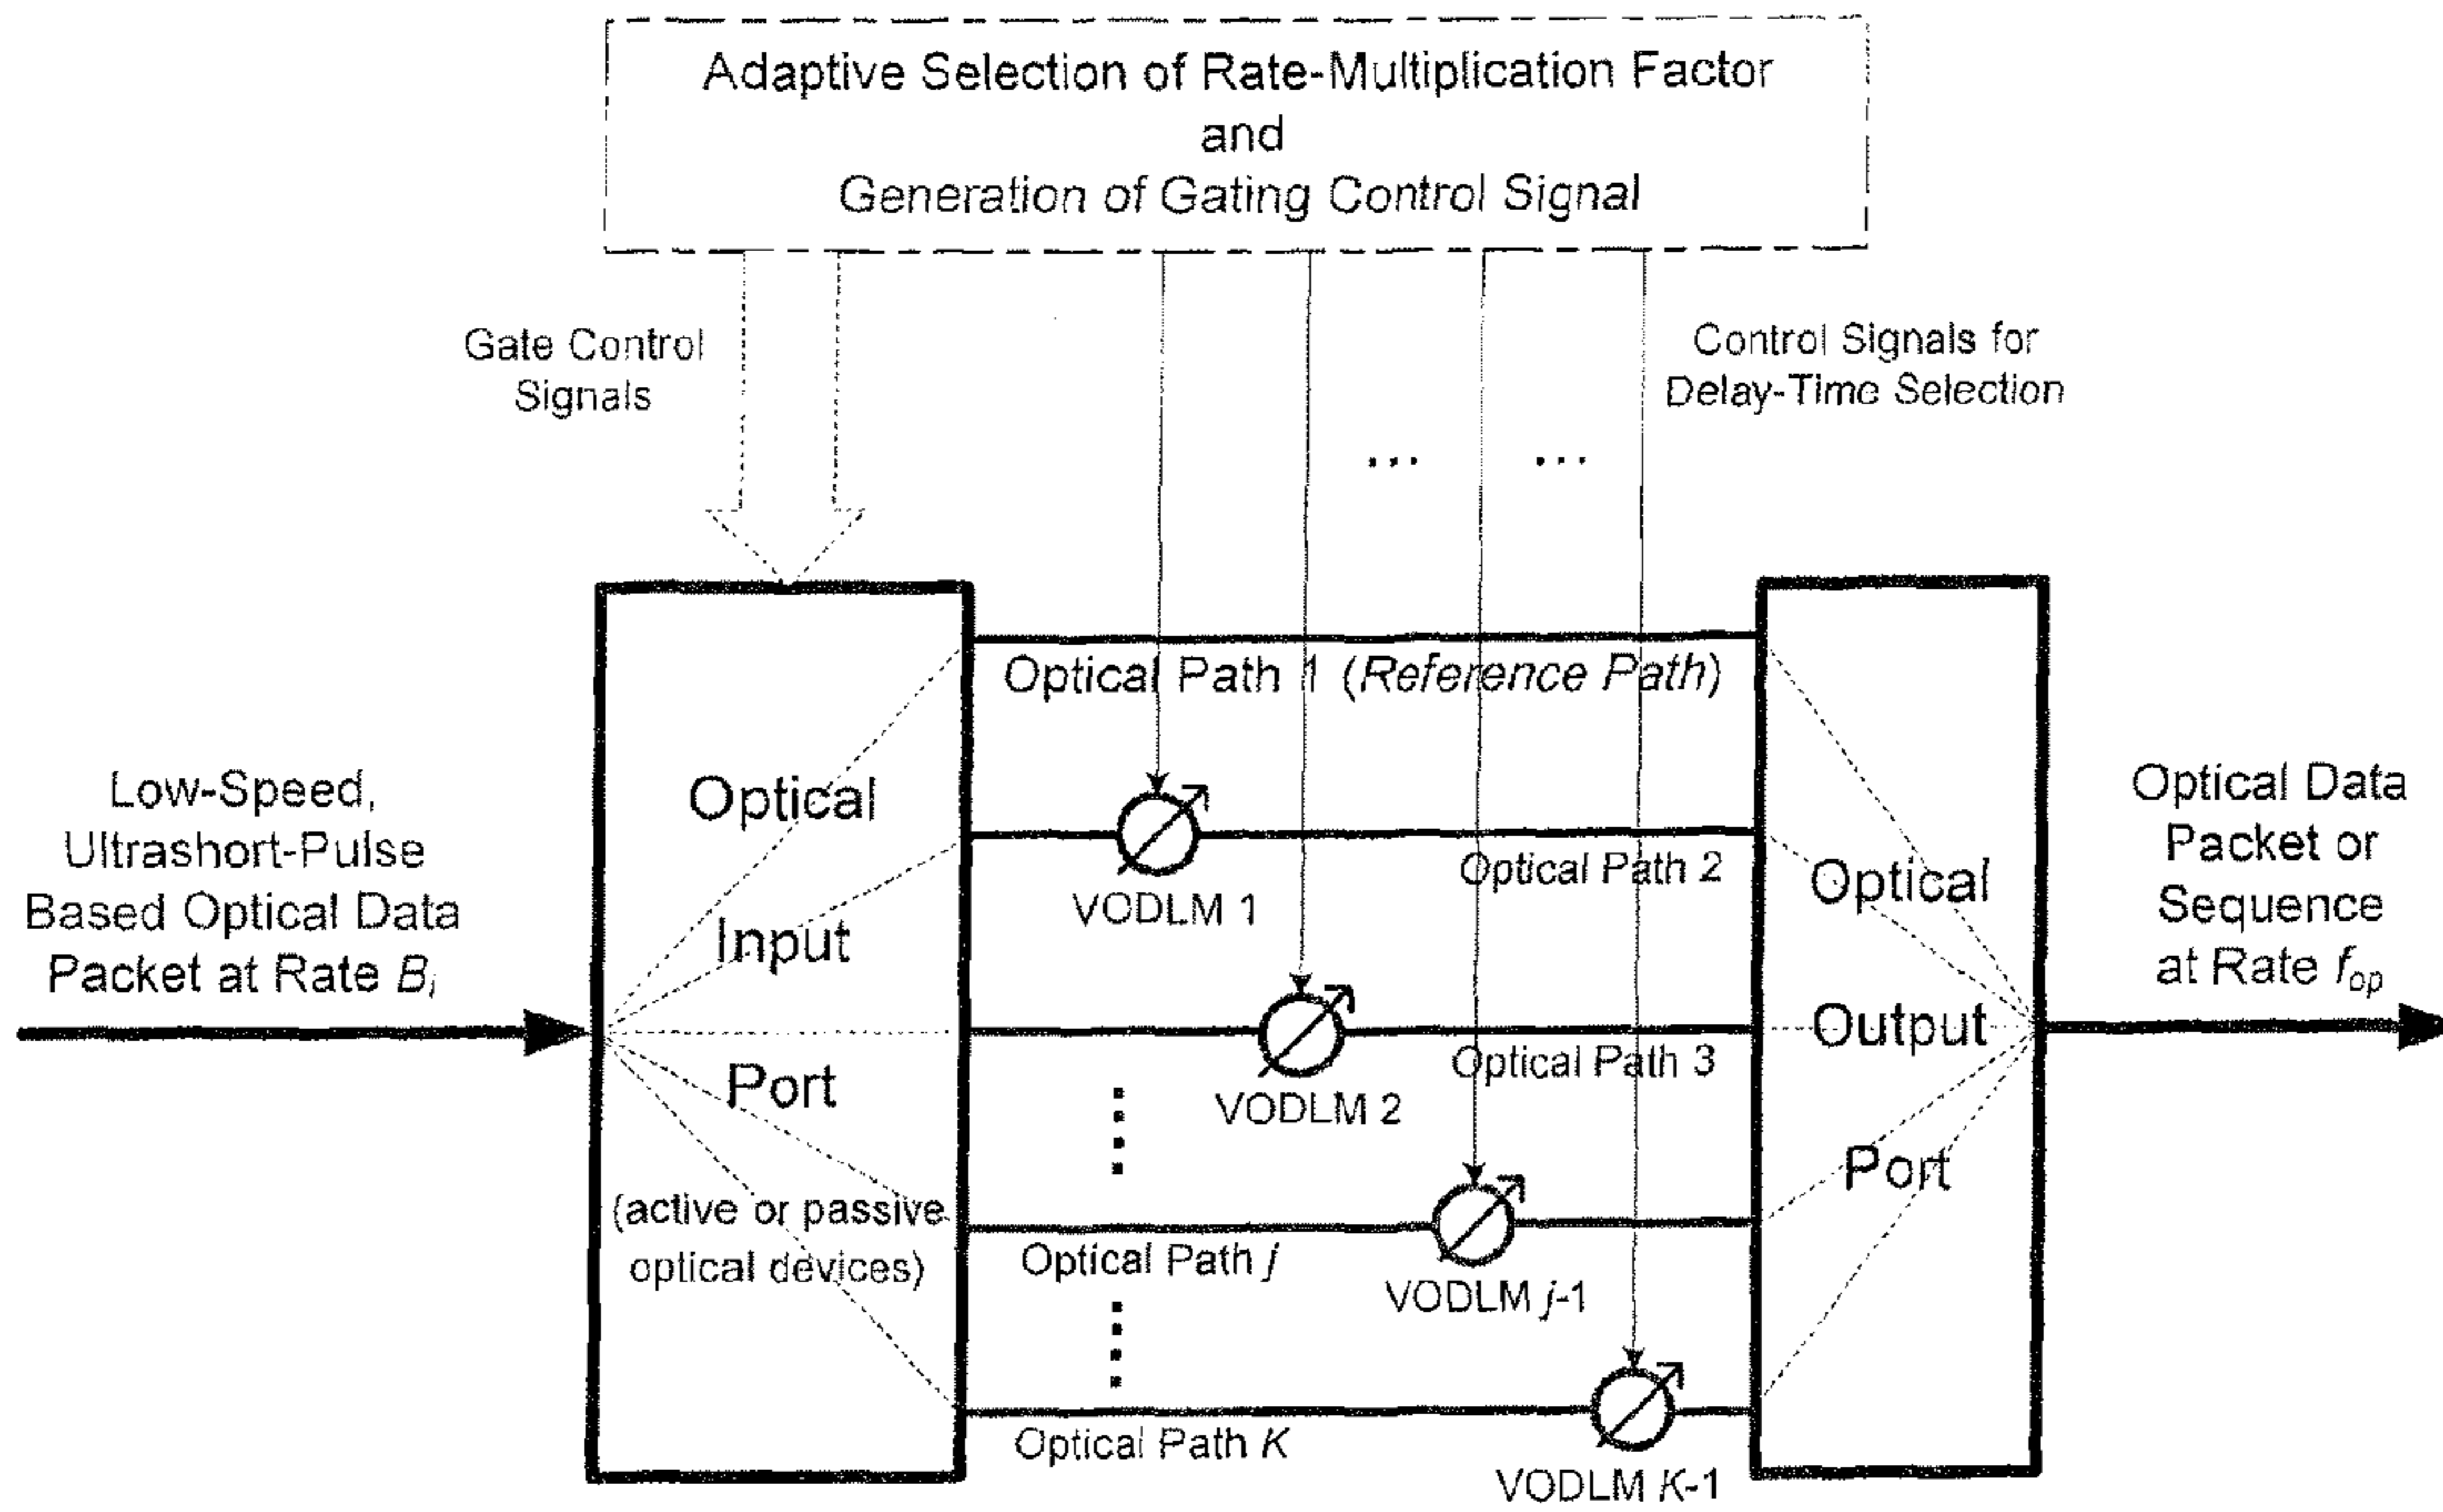 Adaptive Selection of Rate-Multiplication Factor
and
Generation of Gating Control Signal
Gate Control
Signals
Control Signals for
Delay-Time Selection
... ...
Optical Path 1 (Reference Path)
Low-Speed,
Ultrashort-Pulse
Based Optical Data
Packet at Rate Bi
Optical
Input
Port
(active or passive
optical devices)
VODLM 1
Optical Path 2
VODLM 2
Optical Path 3
Optical Path j
VODLM j-1
Optical Path K
VODLM K-1
Optical
Output
Port
Optical Data
Packet or
Sequence
at Rate fop